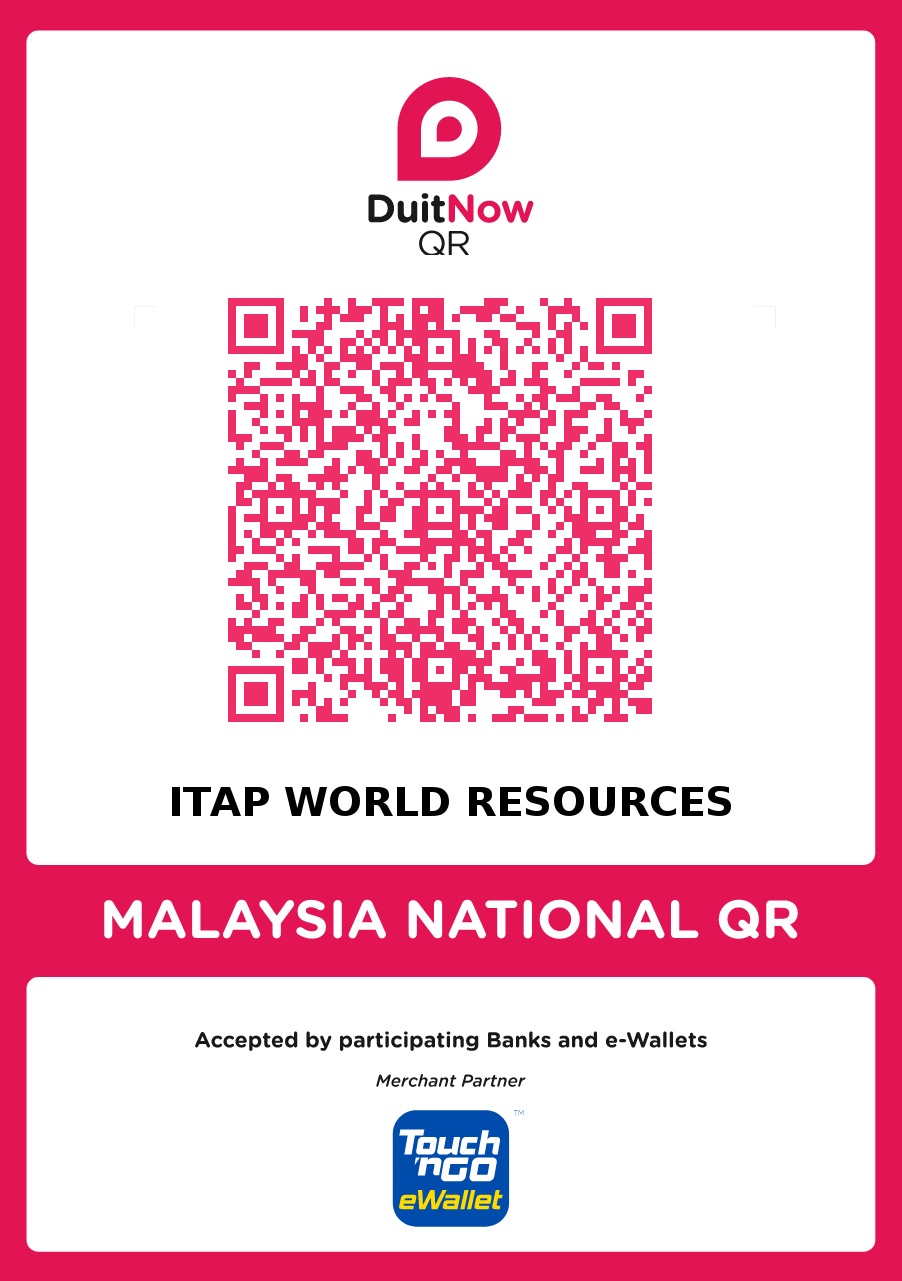 DuitNow
QR
ITAP WORLD RESOURCES
MALAYSIA NATIONAL QR
Accepted by participating Banks and e-Wallets
Merchant Partner
Touch
'nGO
eWallet
TM